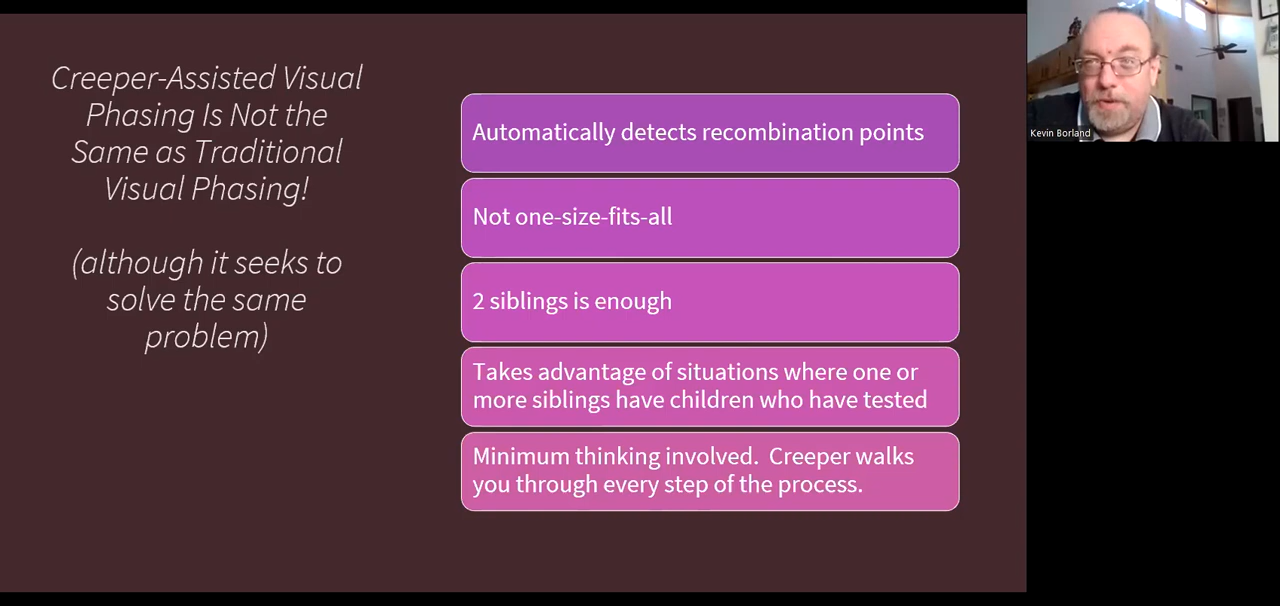 Creeper-Assisted Visual
Phasing Is Not the
Same as Traditional
Visual Phasing!
(although it seeks to
solve the same
problem)
Automatically detects recombination points
Not one-size-fits-all
2 siblings is enough
Takes advantage of situations where one or
more siblings have children who have tested
Minimum thinking involved.  Creeper walks
you through every step of the process.
Kevin Borland